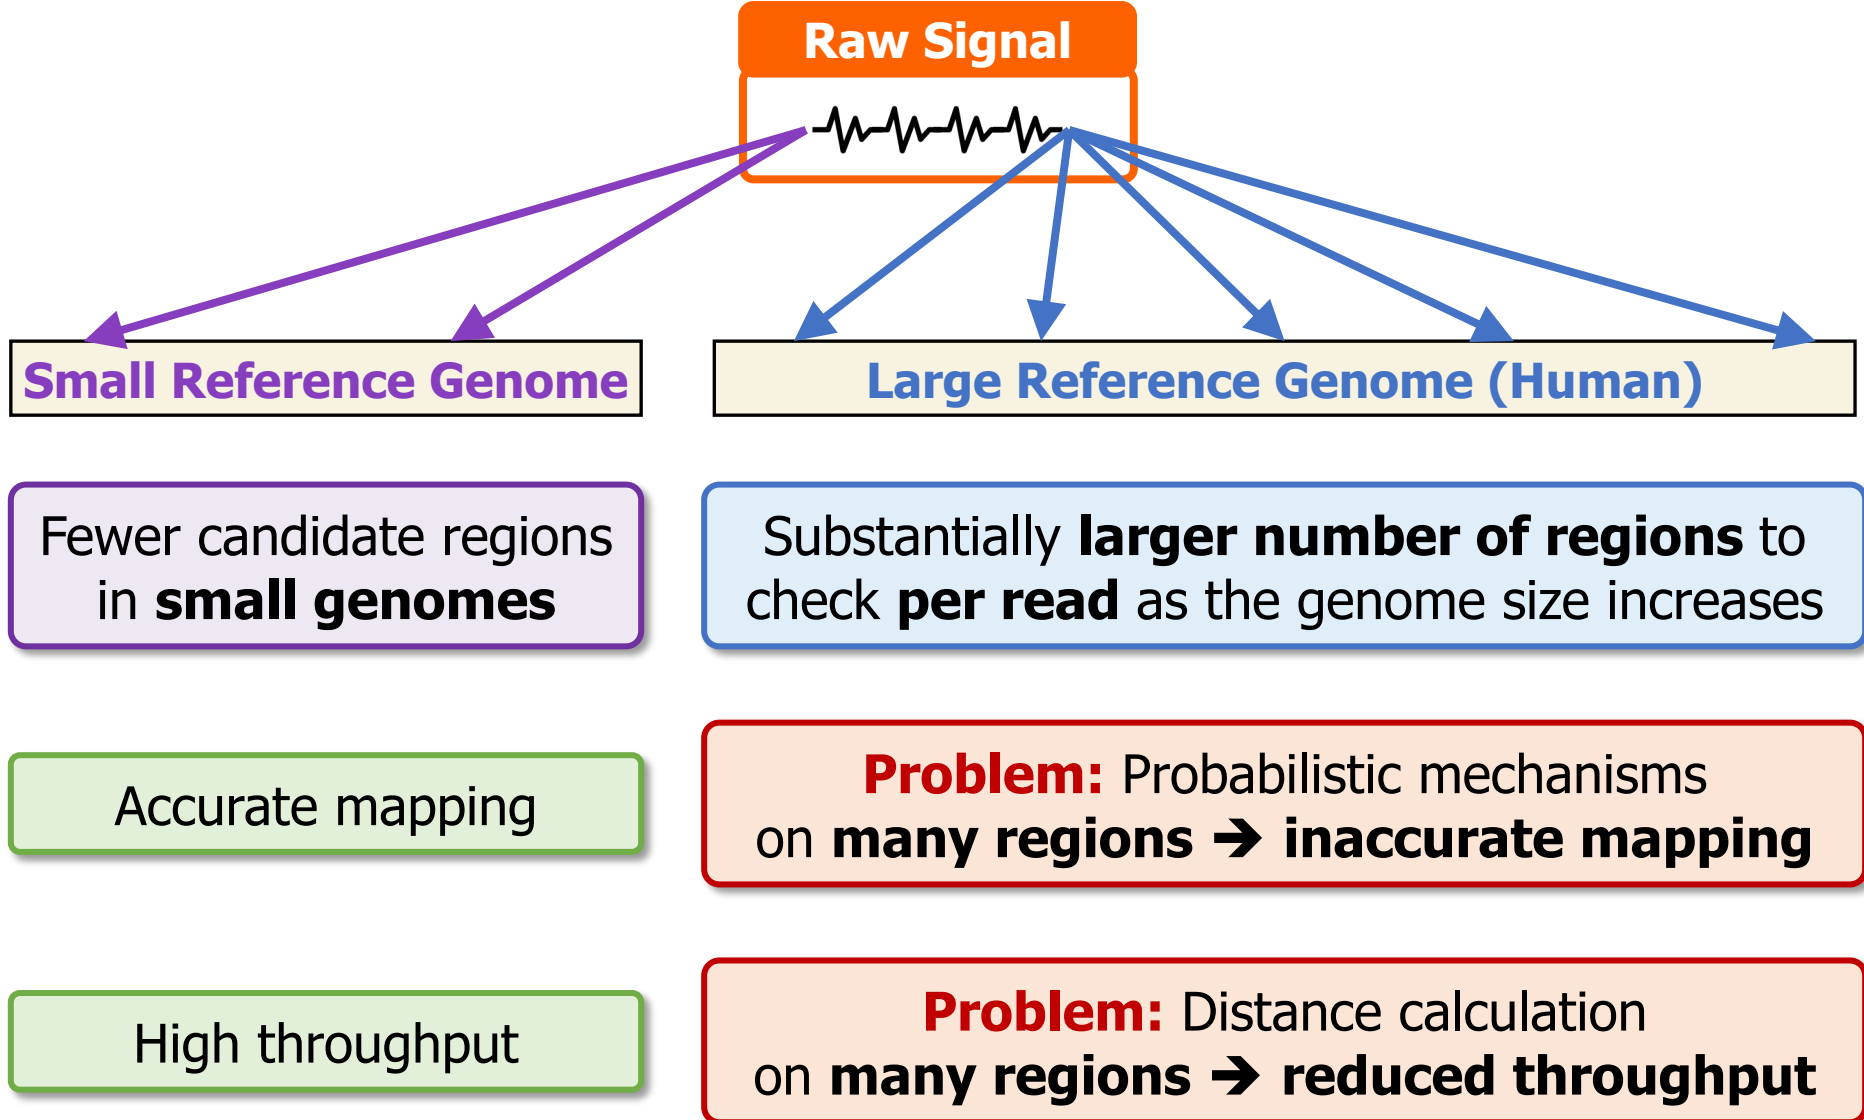 Raw Signal
Small Reference Genome
Large Reference Genome (Human)
Fewer candidate regions
in small genomes
Substantially larger number of regions to
check per read as the genome size increases
Accurate mapping
Problem: Probabilistic mechanisms
on many regions ➔ inaccurate mapping
High throughput
Problem: Distance calculation
on many regions ➔ reduced throughput